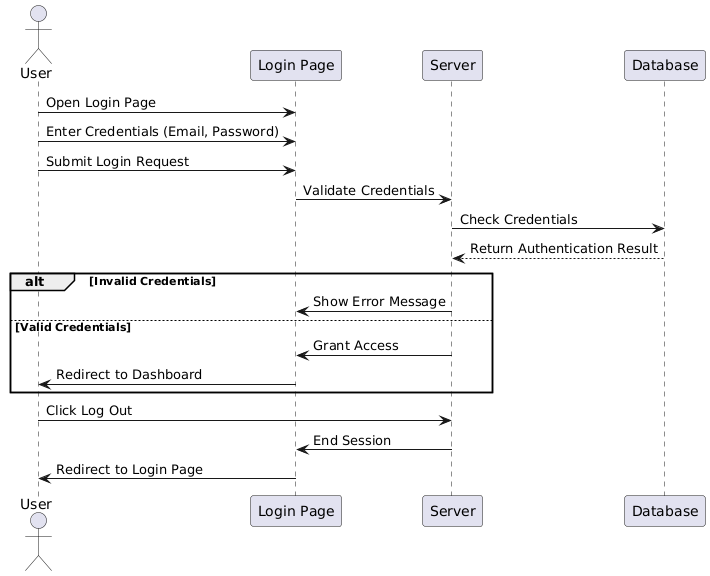 User
Login Page
Server
Database
Open Login Page
Enter Credentials (Email, Password)
Submit Login Request
Validate Credentials
Check Credentials
Return Authentication Result
alt
[Invalid Credentials]
Show Error Message
[Valid Credentials]
Grant Access
Redirect to Dashboard
Click Log Out
End Session
Redirect to Login Page
User
Login Page
Server
Database